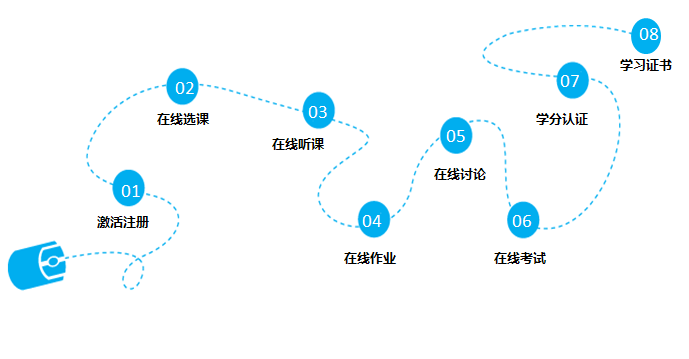 01
激活注册
02
在线选课
03
在线听课
04
在线作业
05
在线讨论
06
在线考试
07
学分认证
08
学习证书